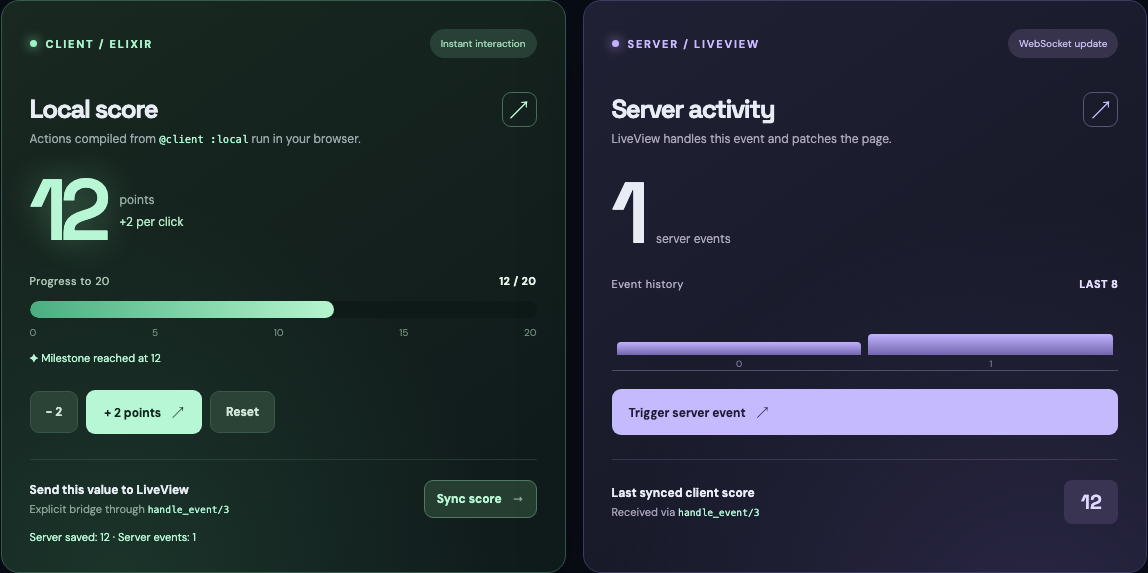 CLIENT / ELIXIR
Instant interaction
Local score
Actions compiled from @client :local run in your browser.
12
points
+2 per click
Progress to 20
12 / 20
0 5 10 15 20
✦ Milestone reached at 12
− 2
+ 2 points ↗
Reset
Send this value to LiveView
Explicit bridge through handle_event/3
Sync score →
Server saved: 12 · Server events: 1
SERVER / LIVEVIEW
WebSocket update
Server activity
LiveView handles this event and patches the page.
1
server events
Event history
LAST 8
0 1
Trigger server event ↗
Last synced client score
Received via handle_event/3
12